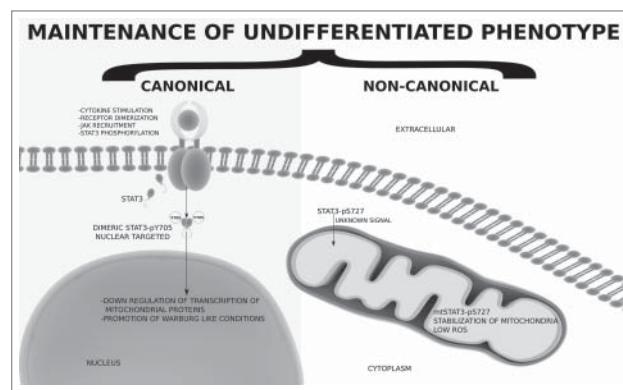 MAINTENANCE OF UNDIFFERENTIATED PHENOTYPE
CANONICAL
NON-CANONICAL
-CYTOKINE STIMULATION
-RECEPTOR DIMERIZATION
-JAK RECRUITMENT
-STAT3 PHOSPHORLATION
EXTRACELLULAR
STAT3
DIMERIC STAT3-pY705
NUCLEAR TARGETED
STAT3-pS727
UNKNOWN SIGNAL
-DOWN REGULATION OF TRANSCRIPTION OF
MITOCHONDRIAL PROTEINS
-PROMOTION OF WARBURG LIKE CONDITIONS
mtSTAT3-pS727
STABILIZATION OF MITOCHONDRIA
LOW ROS
NUCLEUS
CYTOPLASM